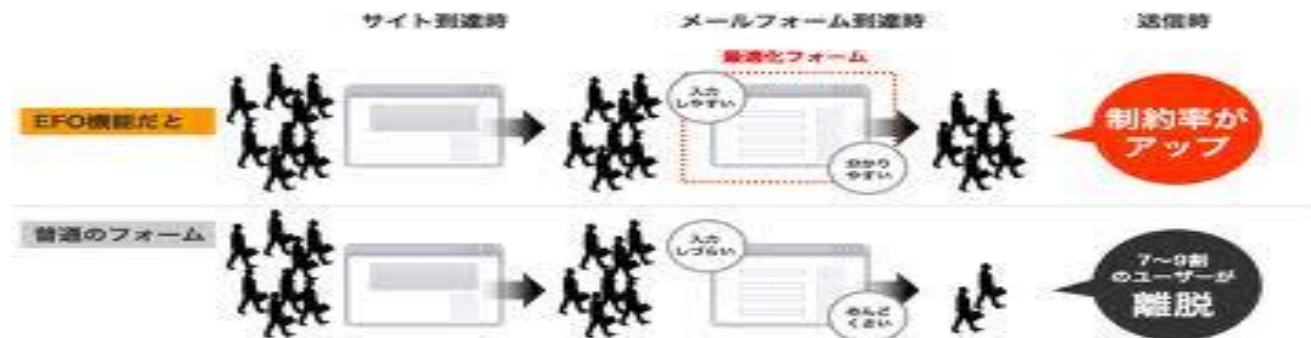 サイト到達時
メールフォーム到達時
送信時
最適化フォーム
EFO機能だと
入力
しやすい
分かり
やすい
制約率が
アップ
普通のフォーム
入力
しづらい
めんど
くさい
7〜9割
のユーザーが
離脱